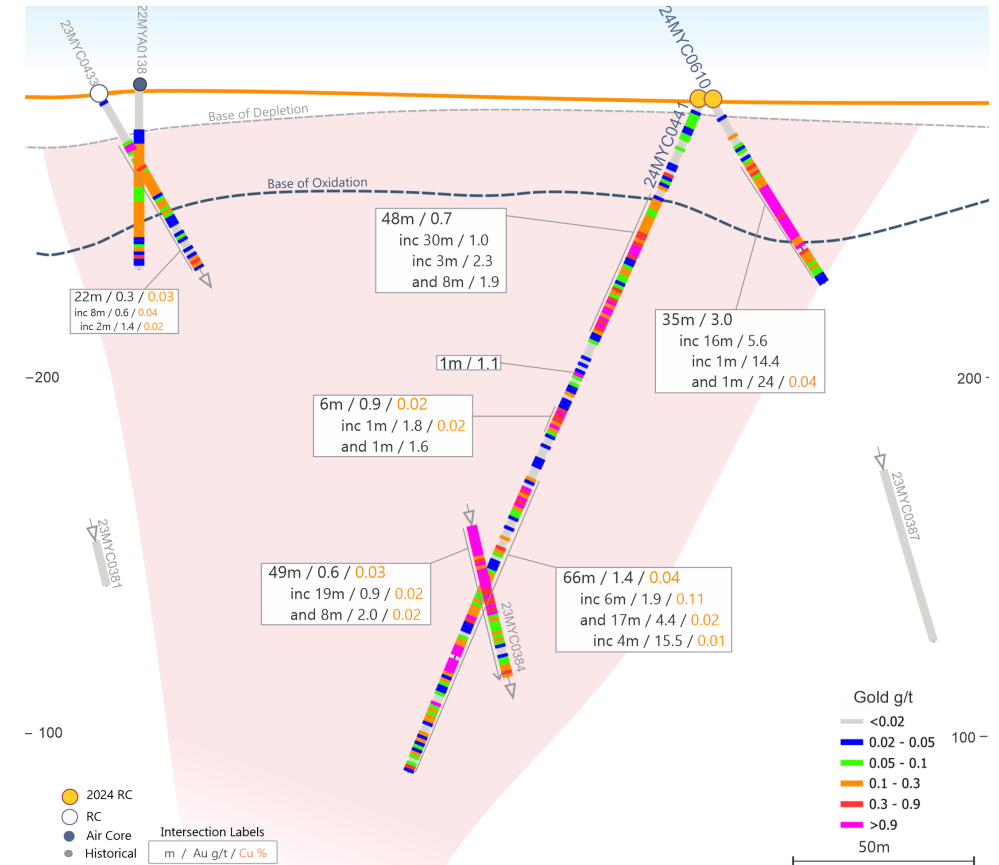 23MYC0433
22MYA0138
24MYC0610
24MYC0441
Base of Depletion
Base of Oxidation
48m / 0.7
inc 30m / 1.0
inc 3m / 2.3
and 8m / 1.9
22m / 0.3 / 0.03
inc 8m / 0.6 / 0.04
inc 2m / 1.4 / 0.02
35m / 3.0
inc 16m / 5.6
inc 1m / 14.4
and 1m / 24 / 0.04
1m / 1.1
–200
200 –
6m / 0.9 / 0.02
inc 1m / 1.8 / 0.02
and 1m / 1.6
23MYC0387
23MYC0381
49m / 0.6 / 0.03
inc 19m / 0.9 / 0.02
and 8m / 2.0 / 0.02
66m / 1.4 / 0.04
inc 6m / 1.9 / 0.11
and 17m / 4.4 / 0.02
inc 4m / 15.5 / 0.01
23MYC0384
– 100
100 –
Gold g/t
<0.02
0.02 - 0.05
0.05 - 0.1
0.1 - 0.3
0.3 - 0.9
>0.9
50m
2024 RC
RC
Air Core
Historical
Intersection Labels
m / Au g/t / Cu %